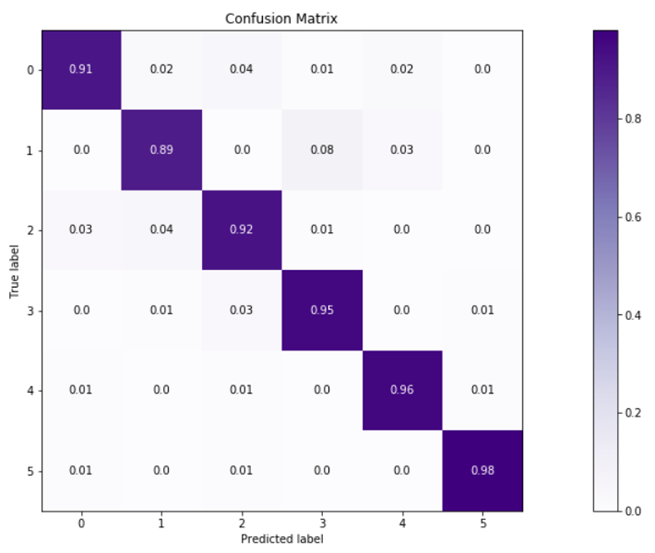 Confusion Matrix
0 0.91 0.02 0.04 0.01 0.02 0.0
1 0.0 0.89 0.0 0.08 0.03 0.0
2 0.03 0.04 0.92 0.01 0.0 0.0
3 0.0 0.01 0.03 0.95 0.0 0.01
4 0.01 0.0 0.01 0.0 0.96 0.01
5 0.01 0.0 0.01 0.0 0.0 0.98
0 1 2 3 4 5
True label
Predicted label
0.8
0.6
0.4
0.2
0.0